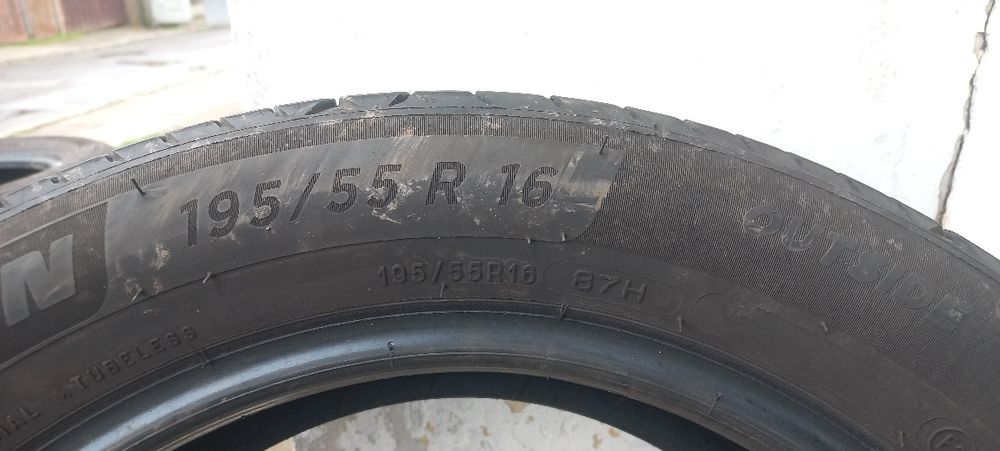 N
195/55 R 16
OUTSIDE
195/55R16 87H
TUBELESS